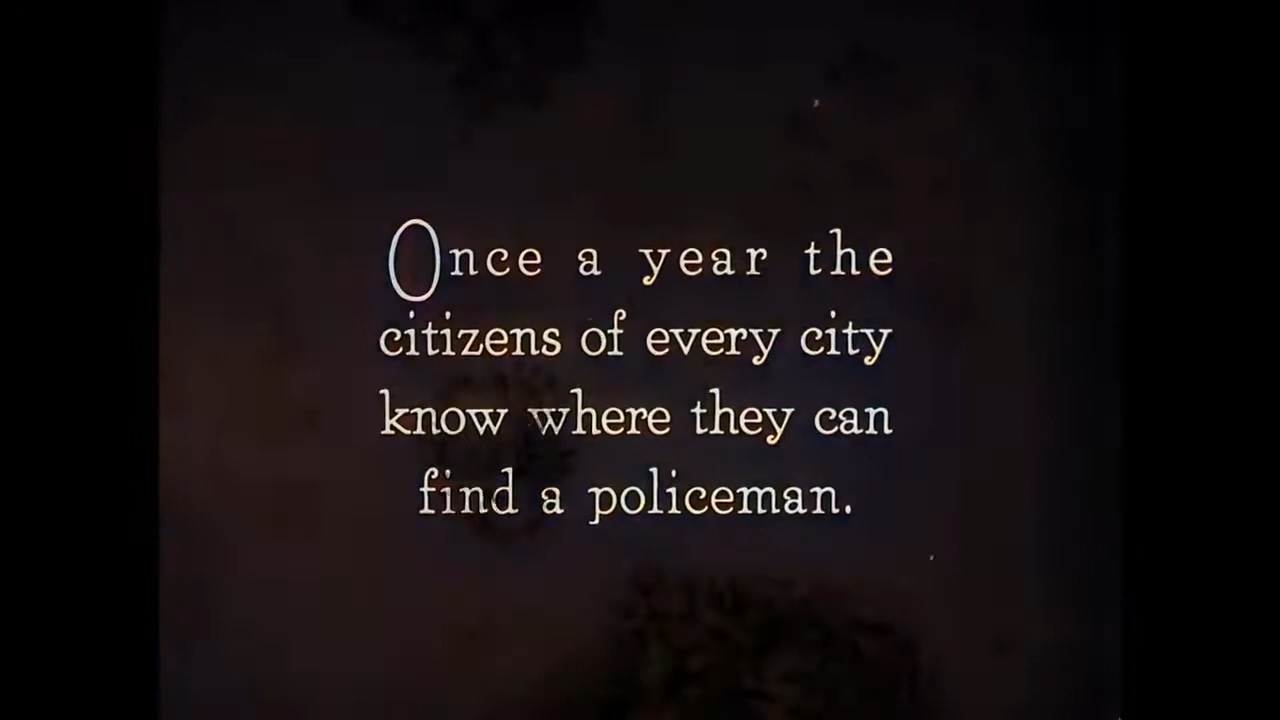 Once a year the
citizens of every city
know where they can
find a policeman.